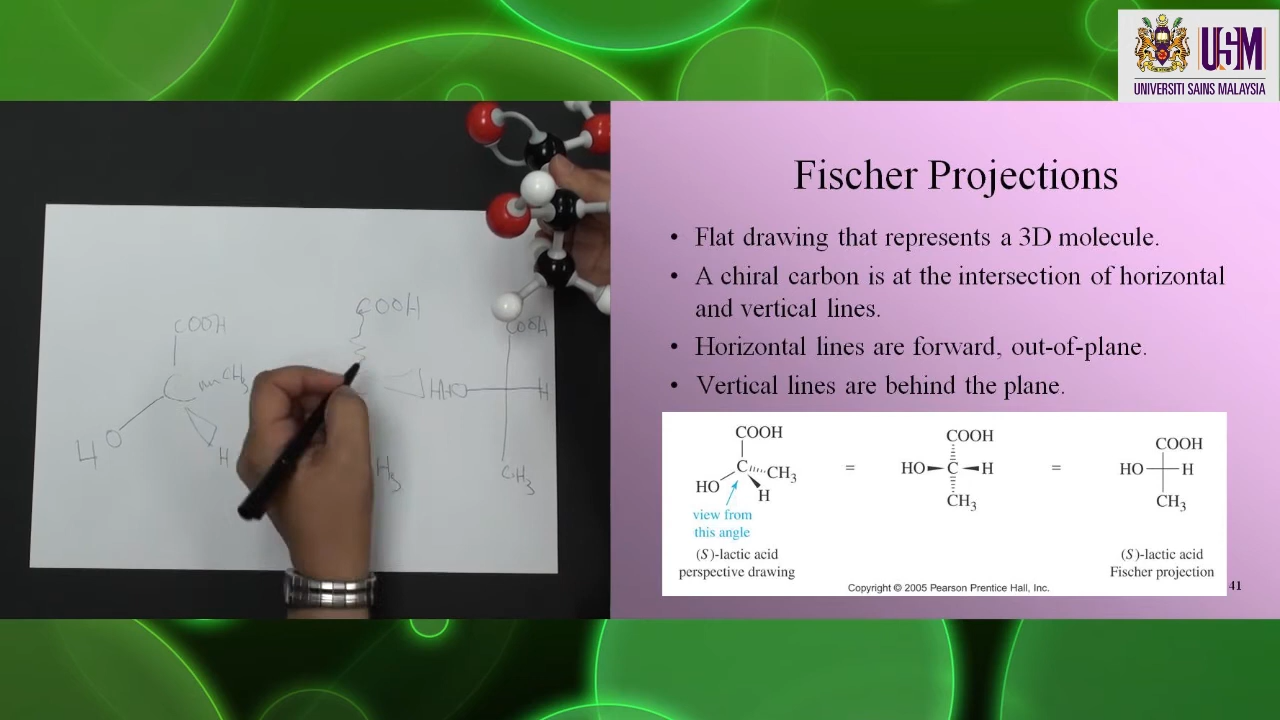 USM
UNIVERSITI SAINS MALAYSIA
Fischer Projections
• Flat drawing that represents a 3D molecule.
• A chiral carbon is at the intersection of horizontal
and vertical lines.
• Horizontal lines are forward, out-of-plane.
• Vertical lines are behind the plane.
COOH
C CH3
HO
H
view from
this angle
(S)-lactic acid
perspective drawing
=
COOH
HO C H
CH3
=
COOH
HO H
CH3
(S)-lactic acid
Fischer projection
Copyright © 2005 Pearson Prentice Hall, Inc.
41
COOH
C CH3
HO
H
COOH
H
H3
COOH
HO H
CH3